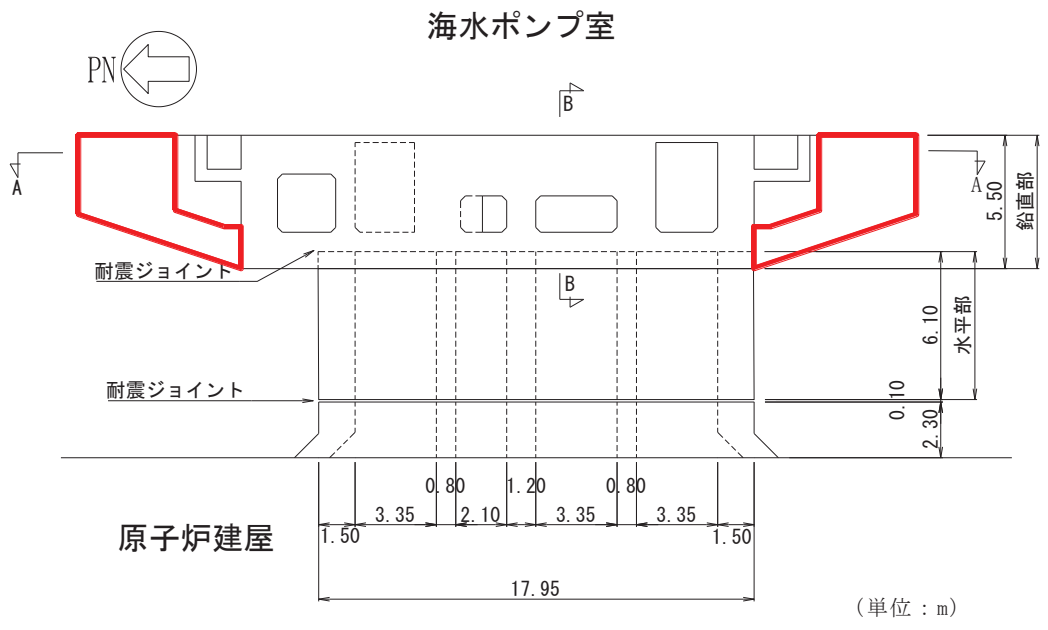 海水ポンプ室
PN
B
A
A
5.50
鉛直部
耐震ジョイント
B
6.10
水平部
耐震ジョイント
0.10
2.30
0.80
1.20
0.80
3.35
2.10
3.35
3.35
1.50
1.50
原子炉建屋
17.95
(単位：m)